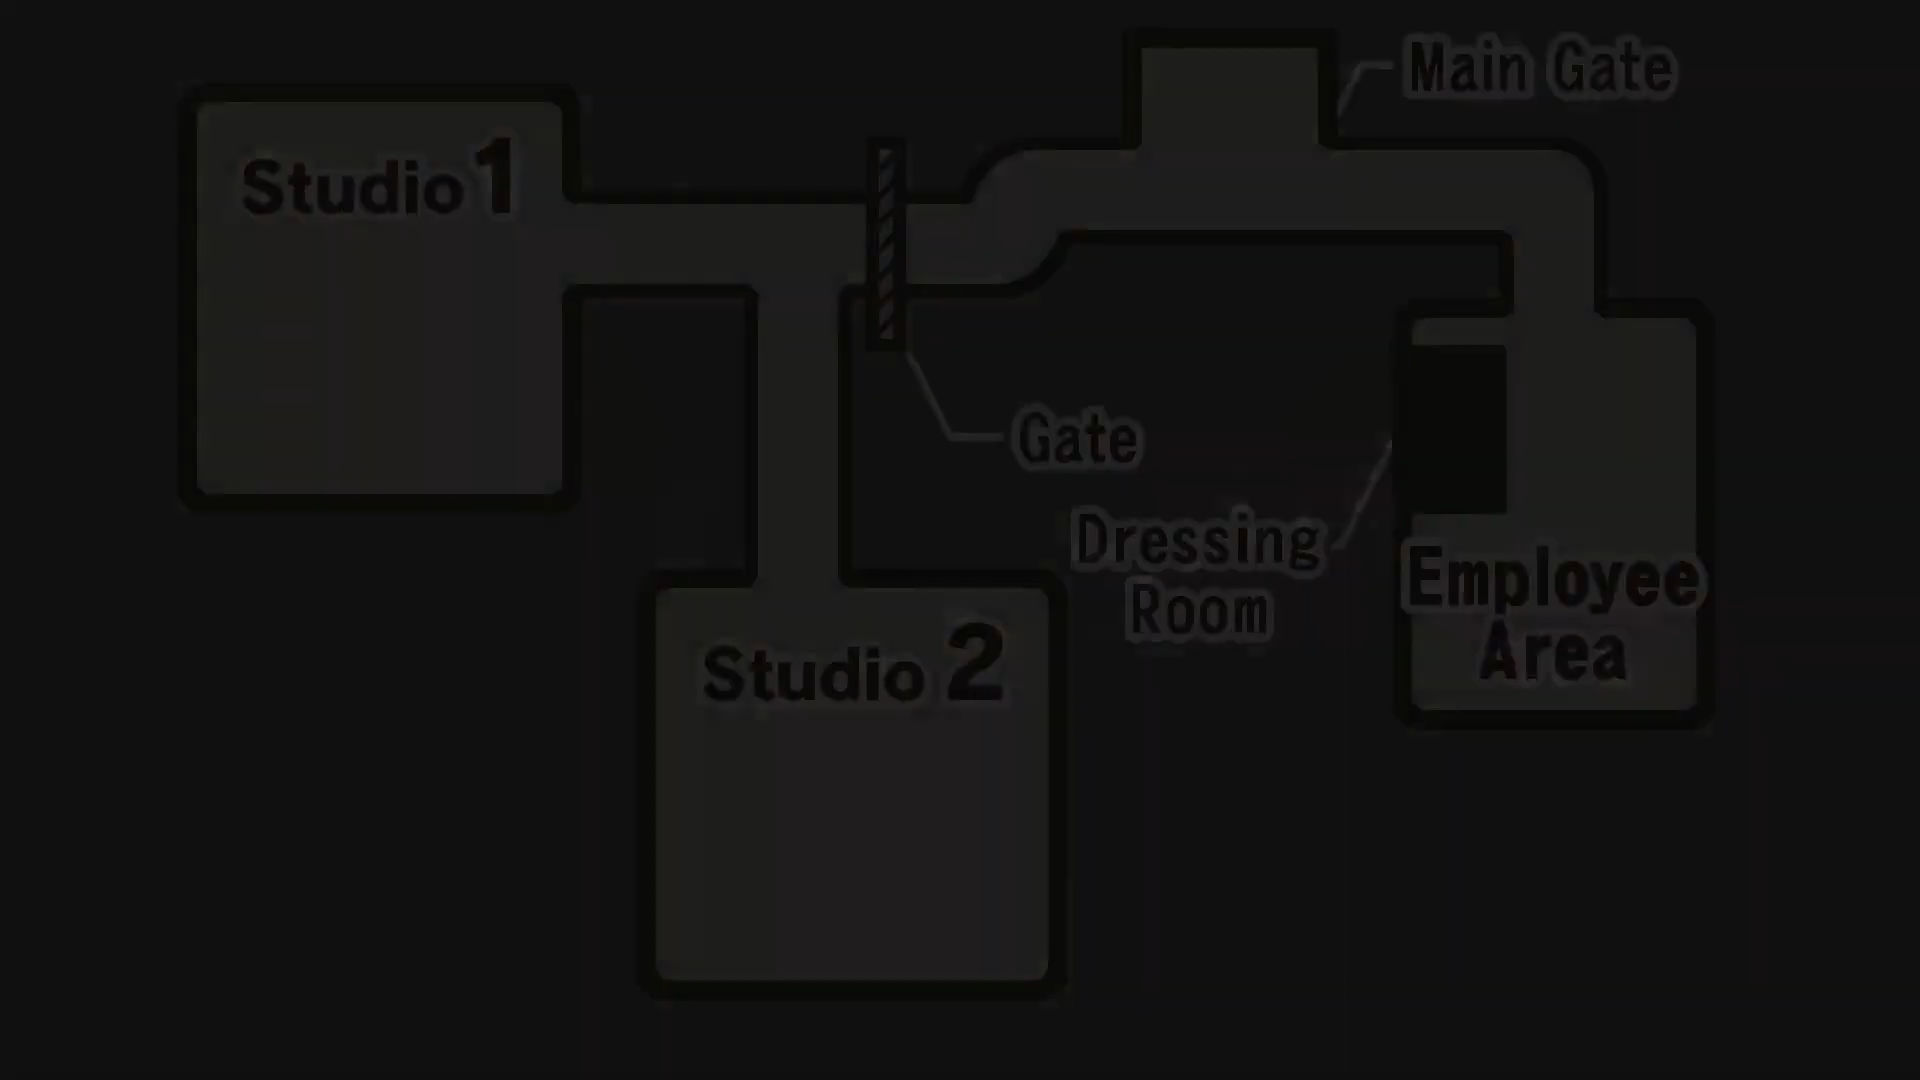 Main Gate
Studio 1
Gate
Dressing
Room
Employee
Area
Studio 2